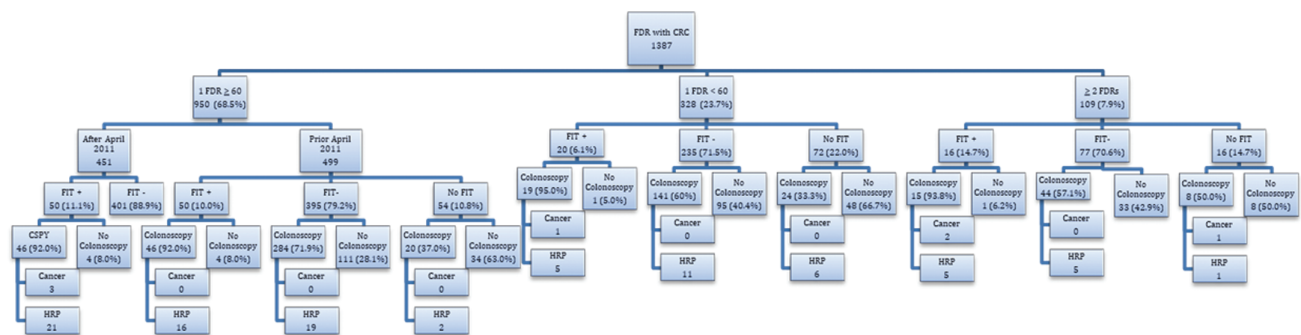 FDR with CRC
1387
1 FDR ≥ 60
950 (68.5%)
1 FDR < 60
328 (23.7%)
≥ 2 FDRs
109 (7.9%)
After April
2011
451
Prior April
2011
499
FIT +
20 (6.1%)
FIT -
235 (71.5%)
No FIT
72 (22.0%)
FIT +
16 (14.7%)
FIT-
77 (70.6%)
No FIT
16 (14.7%)
FIT +
50 (11.1%)
FIT -
401 (88.9%)
FIT +
50 (10.0%)
FIT-
395 (79.2%)
No FIT
54 (10.8%)
Colonoscopy
19 (95.0%)
No
Colonoscopy
1 (5.0%)
Colonoscopy
141 (60%)
No
Colonoscopy
95 (40.4%)
Colonoscopy
24 (33.3%)
No
Colonoscopy
48 (66.7%)
Colonoscopy
15 (93.8%)
No
Colonoscopy
1 (6.2%)
Colonoscopy
44 (57.1%)
No
Colonoscopy
33 (42.9%)
Colonoscopy
8 (50.0%)
No
Colonoscopy
8 (50.0%)
CSPY
46 (92.0%)
No
Colonoscopy
4 (8.0%)
Colonoscopy
46 (92.0%)
No
Colonoscopy
4 (8.0%)
Colonoscopy
284 (71.9%)
No
Colonoscopy
111 (28.1%)
Colonoscopy
20 (37.0%)
No
Colonoscopy
34 (63.0%)
Cancer
1
Cancer
0
Cancer
0
Cancer
2
Cancer
0
Cancer
1
HRP
5
HRP
11
HRP
6
HRP
5
HRP
5
HRP
1
Cancer
3
Cancer
0
Cancer
0
Cancer
0
HRP
21
HRP
16
HRP
19
HRP
2